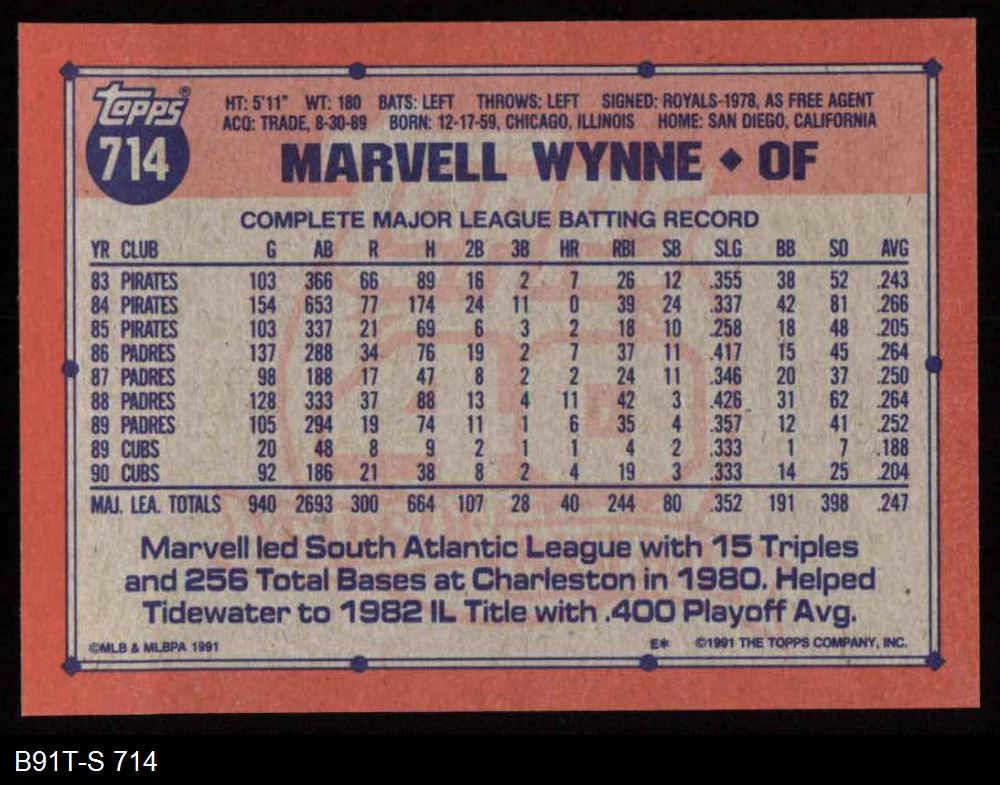 topps®
714
HT: 5'11" WT: 180 BATS: LEFT THROWS: LEFT SIGNED: ROYALS-1978, AS FREE AGENT
ACQ: TRADE, 8-30-89 BORN: 12-17-59, CHICAGO, ILLINOIS HOME: SAN DIEGO, CALIFORNIA
MARVELL WYNNE ◆ OF
COMPLETE MAJOR LEAGUE BATTING RECORD
YR CLUB G AB R H 2B 3B HR RBI SB SLG BB SO AVG
83 PIRATES 103 366 66 89 16 2 7 26 12 .355 38 52 .243
84 PIRATES 154 653 77 174 24 11 0 39 24 .337 42 81 .266
85 PIRATES 103 337 21 69 6 3 2 18 10 .258 18 48 .205
86 PADRES 137 288 34 76 19 2 7 37 11 .417 15 45 .264
87 PADRES 98 188 17 47 8 2 2 24 11 .346 20 37 .250
88 PADRES 128 333 37 88 13 4 11 42 3 .426 31 62 .264
89 PADRES 105 294 19 74 11 1 6 35 4 .357 12 41 .252
89 CUBS 20 48 8 9 2 1 1 4 2 .333 1 7 .188
90 CUBS 92 186 21 38 8 2 4 19 3 .333 14 25 .204
MAJ. LEA. TOTALS 940 2693 300 664 107 28 40 244 80 .352 191 398 .247
Marvell led South Atlantic League with 15 Triples
and 256 Total Bases at Charleston in 1980. Helped
Tidewater to 1982 IL Title with .400 Playoff Avg.
©MLB & MLBPA 1991 E* ©1991 THE TOPPS COMPANY, INC.
B91T-S 714